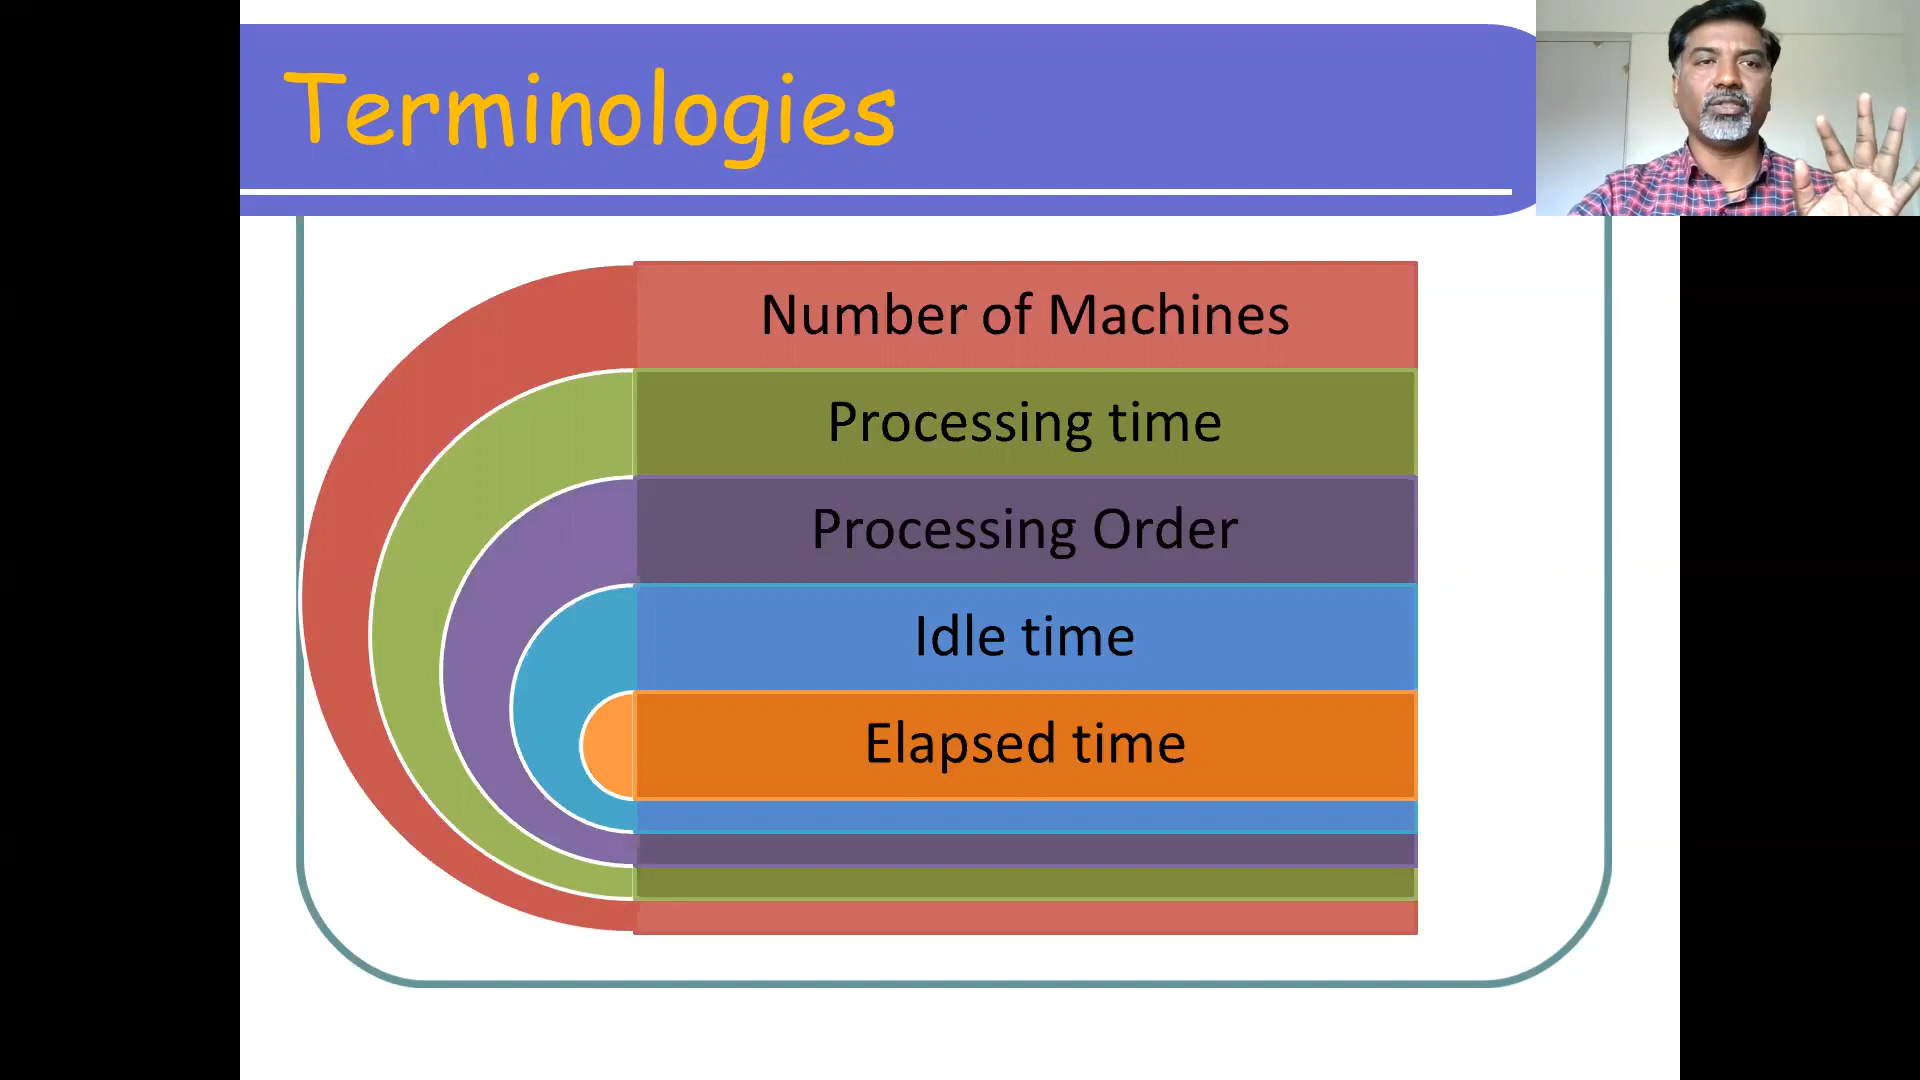 Terminologies
Number of Machines
Processing time
Processing Order
Idle time
Elapsed time